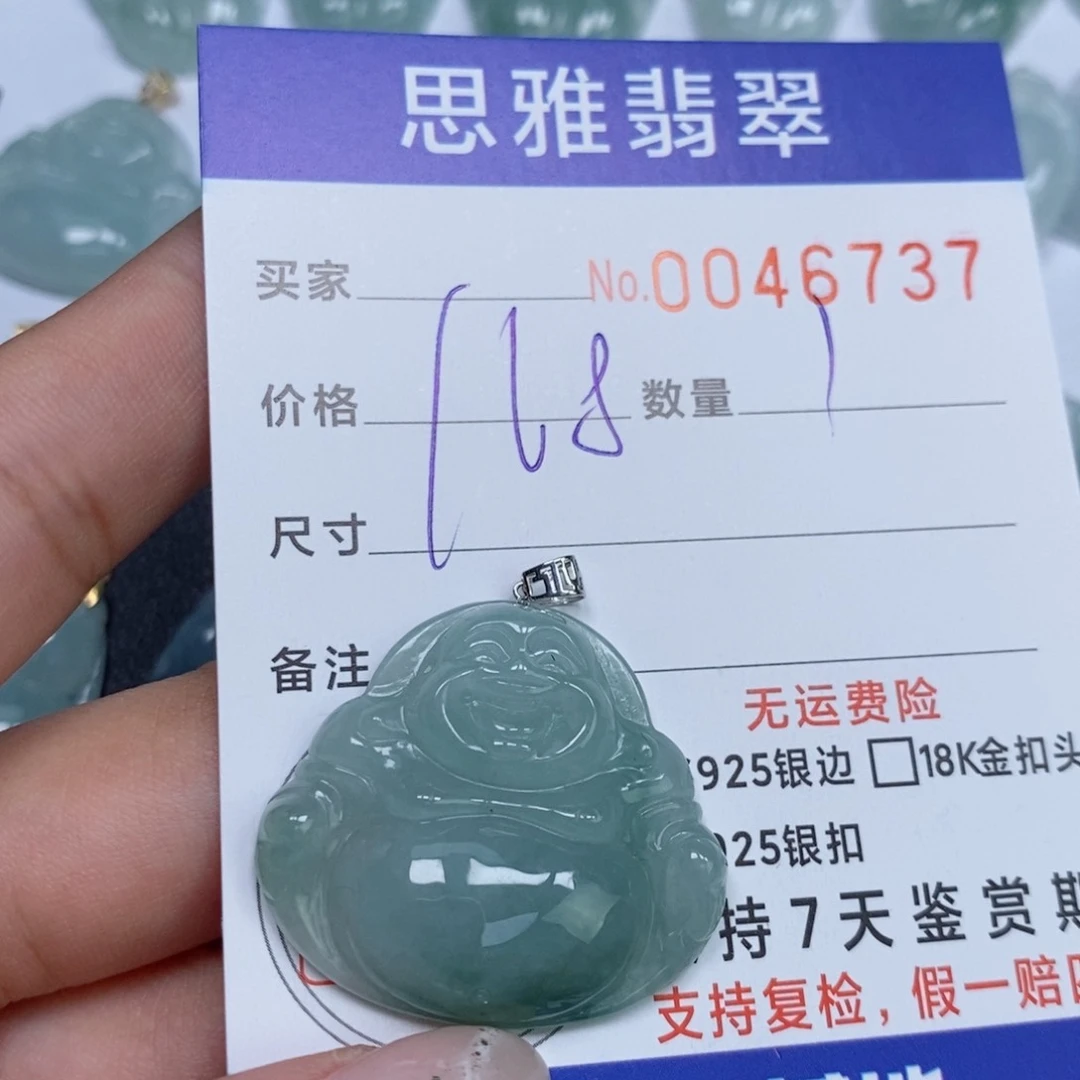 思雅翡翠
买家 No.0046737
价格 数量
尺寸
备注
无运费险
925银边 □18K金扣头
925银扣
持7天鉴赏期
支持复检，假一赔